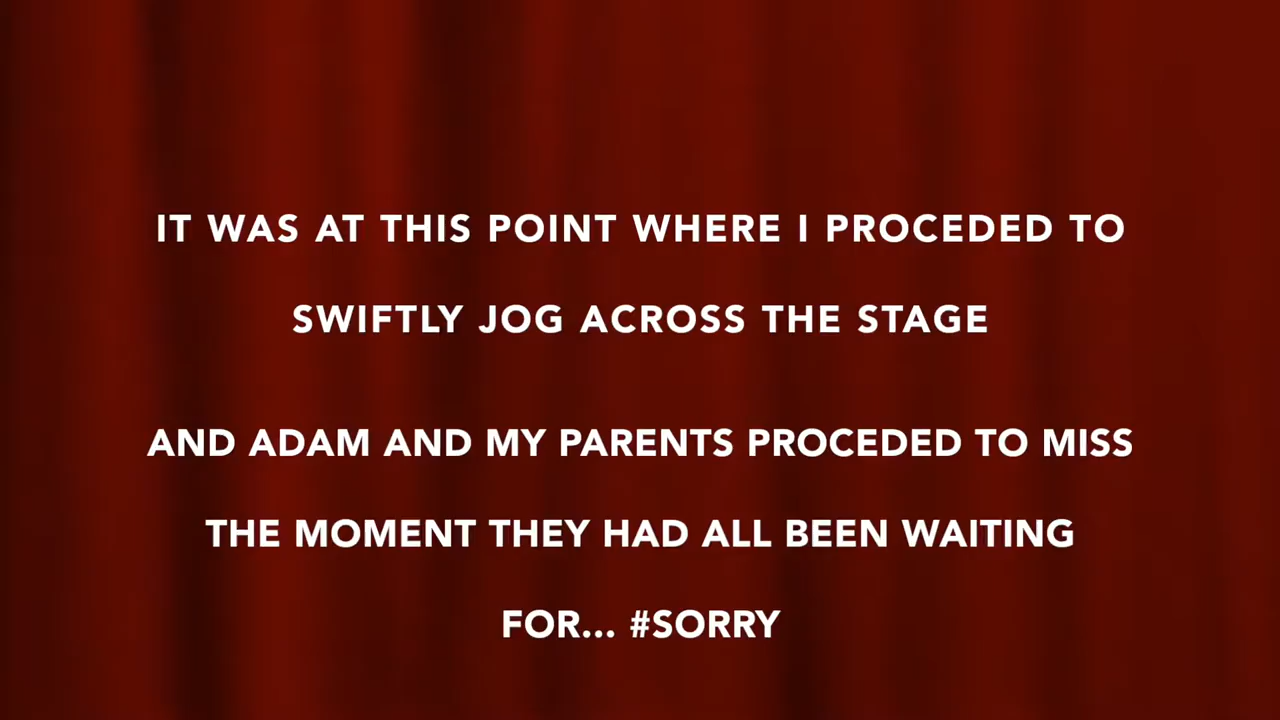 IT WAS AT THIS POINT WHERE I PROCEDED TO
SWIFTLY JOG ACROSS THE STAGE
AND ADAM AND MY PARENTS PROCEDED TO MISS
THE MOMENT THEY HAD ALL BEEN WAITING
FOR... #SORRY